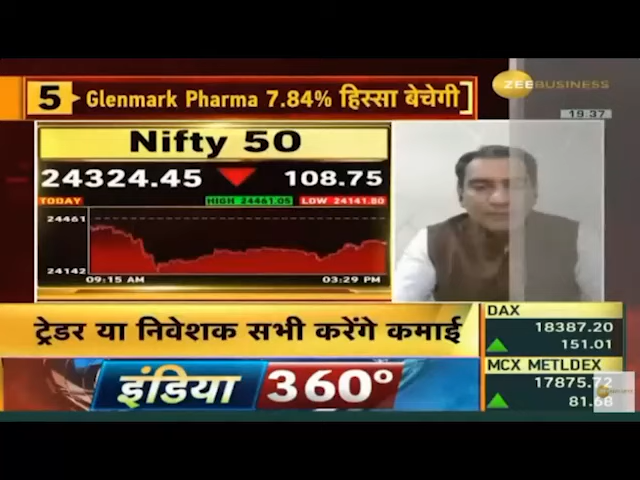 5 Glenmark Pharma 7.84% हिस्सा बेचेगी
ZEEBUSINESS
19:37
Nifty 50
24324.45 108.75
TODAY HIGH 24461.05 LOW 24141.80
24461
24142
09:15 AM 03:29 PM
ट्रेडर या निवेशक सभी करेंगे कमाई
DAX
18387.20
151.01
MCX METLDEX
17875.72
81.68
इंडिया 360°